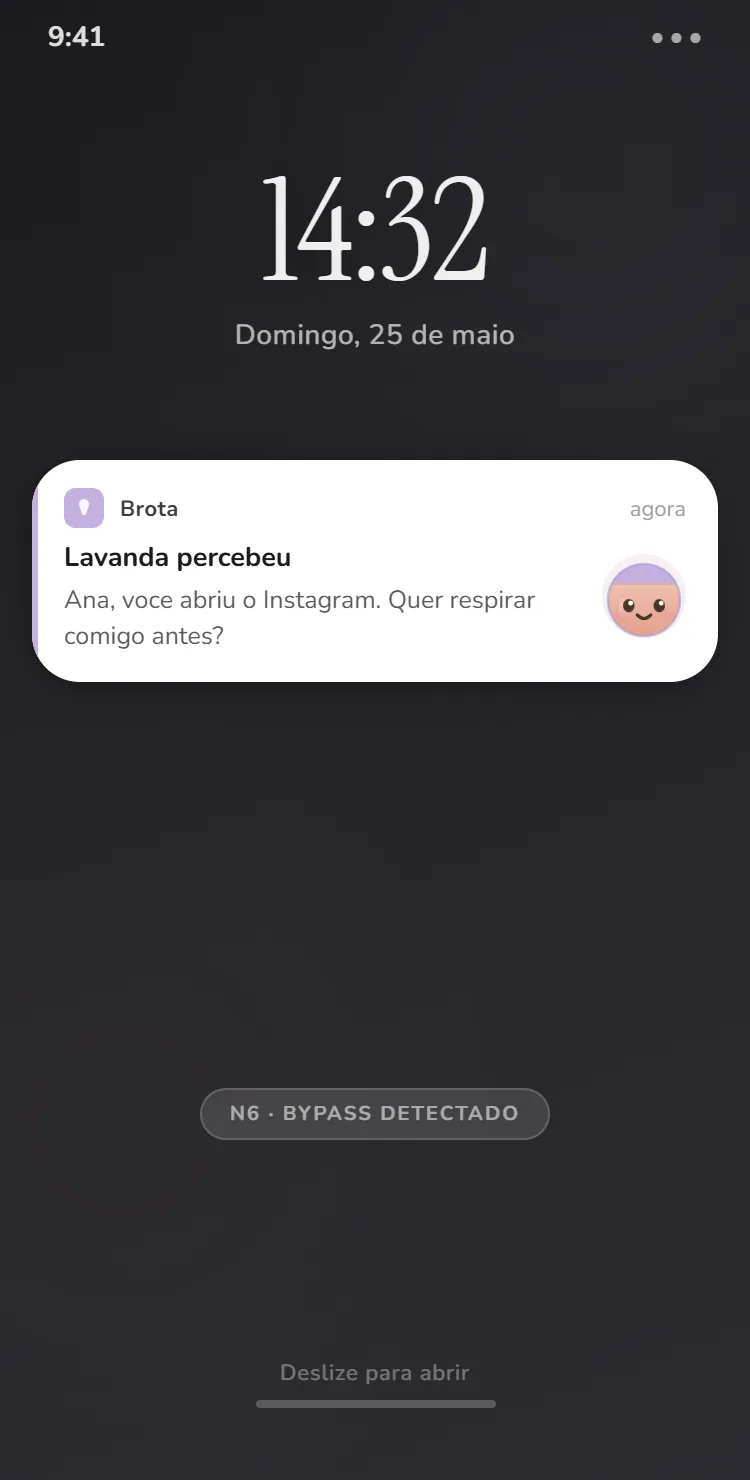 9:41
14:32
Domingo, 25 de maio
Brota
agora
Lavanda percebeu
Ana, voce abriu o Instagram. Quer respirar
comigo antes?
N6 · BYPASS DETECTADO
Deslize para abrir